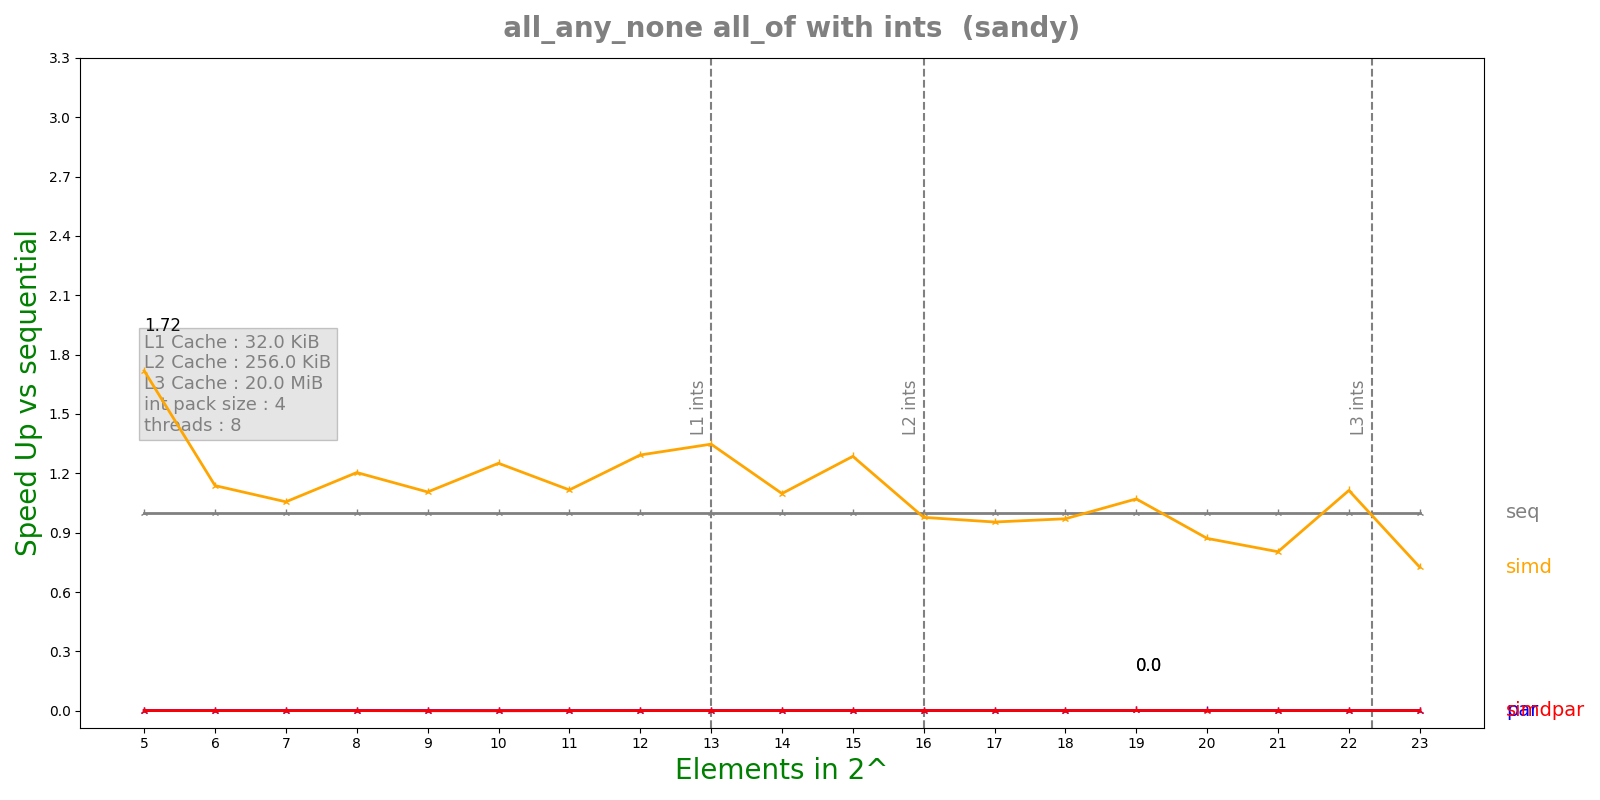 all_any_none all_of with ints (sandy)
Speed Up vs sequential
3.3
3.0
2.7
2.4
2.1
1.8
1.5
1.2
0.9
0.6
0.3
0.0
1.72
L1 Cache : 32.0 KiB
L2 Cache : 256.0 KiB
L3 Cache : 20.0 MiB
int pack size : 4
threads : 8
L1 ints
L2 ints
L3 ints
seq
simd
0.0
par
simdpar
5 6 7 8 9 10 11 12 13 14 15 16 17 18 19 20 21 22 23
Elements in 2^